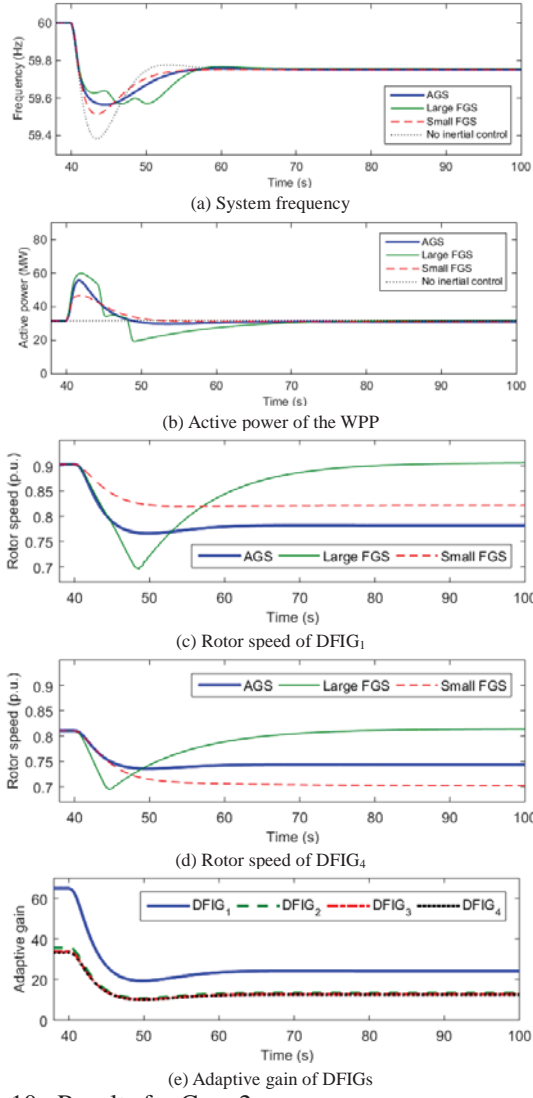 60
59.8
59.6
59.4
Frequency (Hz)
AGS
Large FGS
Small FGS
No inertial control
40 50 60 70 80 90 100
Time (s)
(a) System frequency
80
60
40
20
0
Active power (MW)
AGS
Large FGS
Small FGS
No inertial control
40 50 60 70 80 90 100
Time (s)
(b) Active power of the WPP
0.9
0.85
0.8
0.75
0.7
Rotor speed (p.u.)
AGS Large FGS Small FGS
40 50 60 70 80 90 100
Time (s)
(c) Rotor speed of DFIG1
0.9
0.85
0.8
0.75
0.7
Rotor speed (p.u.)
AGS Large FGS Small FGS
40 50 60 70 80 90 100
Time (s)
(d) Rotor speed of DFIG4
60
40
20
0
Adaptive gain
DFIG1 DFIG2 DFIG3 DFIG4
40 50 60 70 80 90 100
Time (s)
(e) Adaptive gain of DFIGs